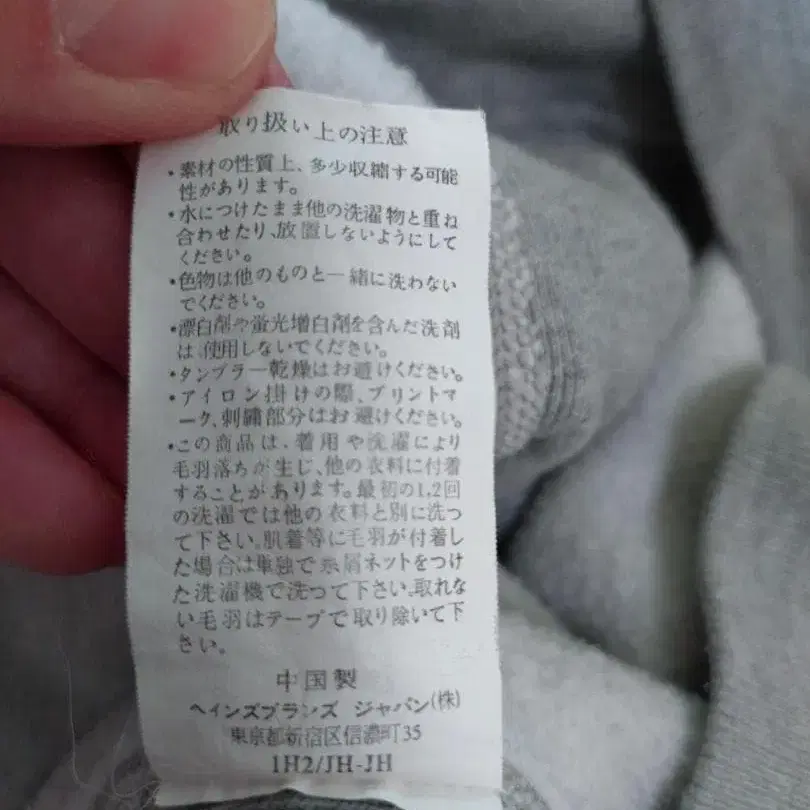 取り扱い上の注意
・素材の性質上、多少収縮する可能
性があります。
・水につけたまま他の洗濯物と重ね
合わせたり、放置しないようにして
ください。
・色物は他のものと一緒に洗わない
でください。
・漂白剤や蛍光増白剤を含んだ洗剤
は使用しないでください。
・タンブラー乾燥はお避けください。
・アイロン掛けの際、プリントマ
ーク、刺繍部分はお避けください。
・この商品は、着用や洗濯により
毛羽落ちが生じ、他の衣料に付着
することがあります。最初の1,2回
の洗濯では他の衣料と別に洗っ
て下さい。肌着等に毛羽が付着し
た場合は単独で糸屑ネットをつけ
た洗濯機で洗って下さい。取れな
い毛羽はテープで取り除いて下
さい。
中国製
ヘインズブランズ ジャパン(株)
東京都新宿区信濃町35
1H2/JH-JH